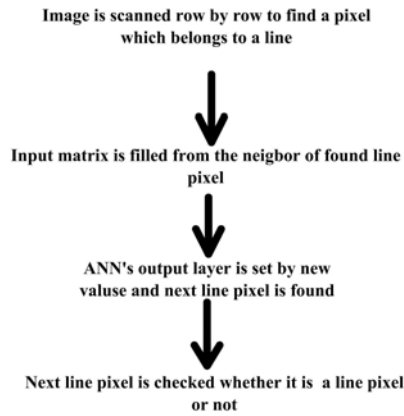 Image is scanned row by row to find a pixel
which belongs to a line
Input matrix is filled from the neigbor of found line
pixel
ANN's output layer is set by new
valuse and next line pixel is found
Next line pixel is checked whether it is a line pixel
or not